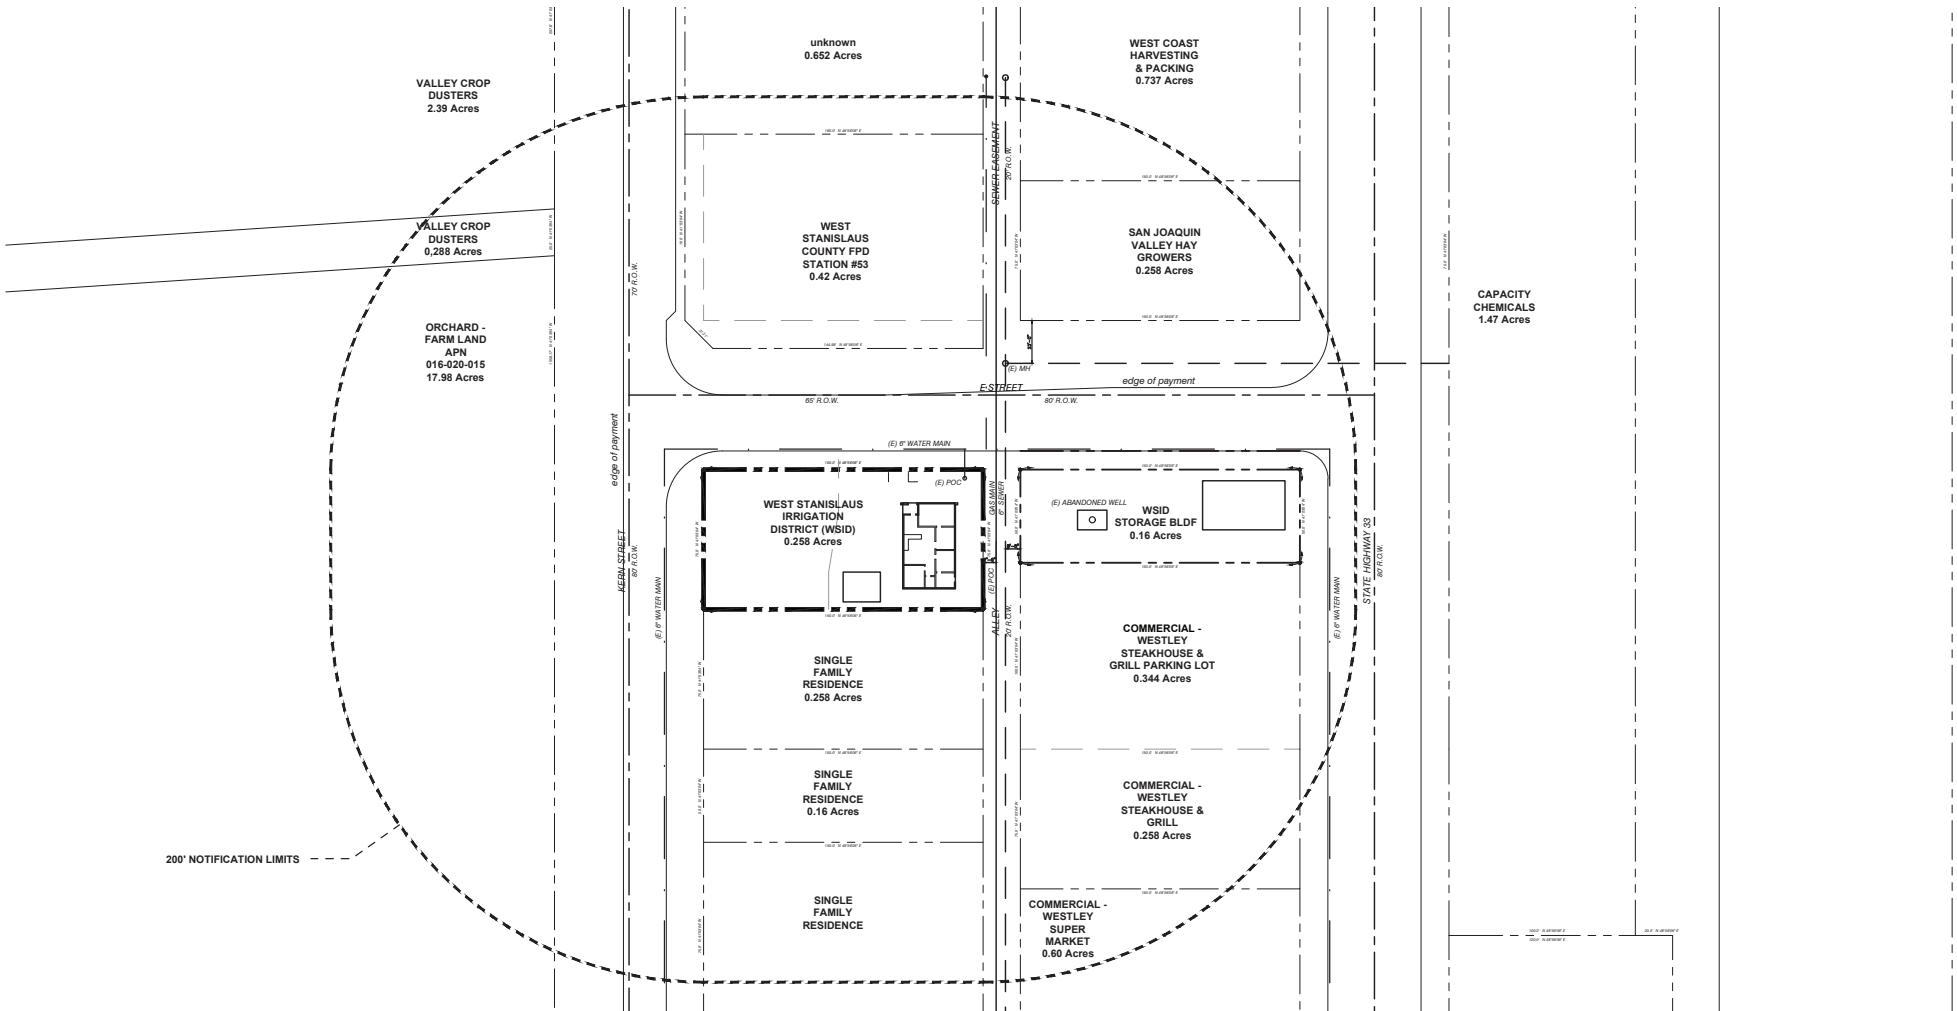 unknown
0.652 Acres
WEST COAST
HARVESTING
& PACKING
0.737 Acres
VALLEY CROP
DUSTERS
2.39 Acres
SEWER EASEMENT
20' R.O.W.
VALLEY CROP
DUSTERS
0,288 Acres
WEST
STANISLAUS
COUNTY FPD
STATION #53
0.42 Acres
SAN JOAQUIN
VALLEY HAY
GROWERS
0.258 Acres
70' R.O.W.
CAPACITY
CHEMICALS
1.47 Acres
ORCHARD -
FARM LAND
APN
016-020-015
17.98 Acres
(E) MH
E STREET
edge of payment
65' R.O.W.
80' R.O.W.
edge of payment
(E) 6" WATER MAIN
(E) POC
GAS MAIN
6" SEWER
WEST STANISLAUS
IRRIGATION
DISTRICT (WSID)
0.258 Acres
(E) ABANDONED WELL
WSID
STORAGE BLDF
0.16 Acres
KERN STREET
80' R.O.W.
STATE HIGHWAY 33
80' R.O.W.
(E) POC
(E) 6" WATER MAIN
ALLEY
20' R.O.W.
(E) 6" WATER MAIN
SINGLE
FAMILY
RESIDENCE
0.258 Acres
COMMERCIAL -
WESTLEY
STEAKHOUSE &
GRILL PARKING LOT
0.344 Acres
SINGLE
FAMILY
RESIDENCE
0.16 Acres
COMMERCIAL -
WESTLEY
STEAKHOUSE &
GRILL
0.258 Acres
200' NOTIFICATION LIMITS
SINGLE
FAMILY
RESIDENCE
COMMERCIAL -
WESTLEY
SUPER
MARKET
0.60 Acres